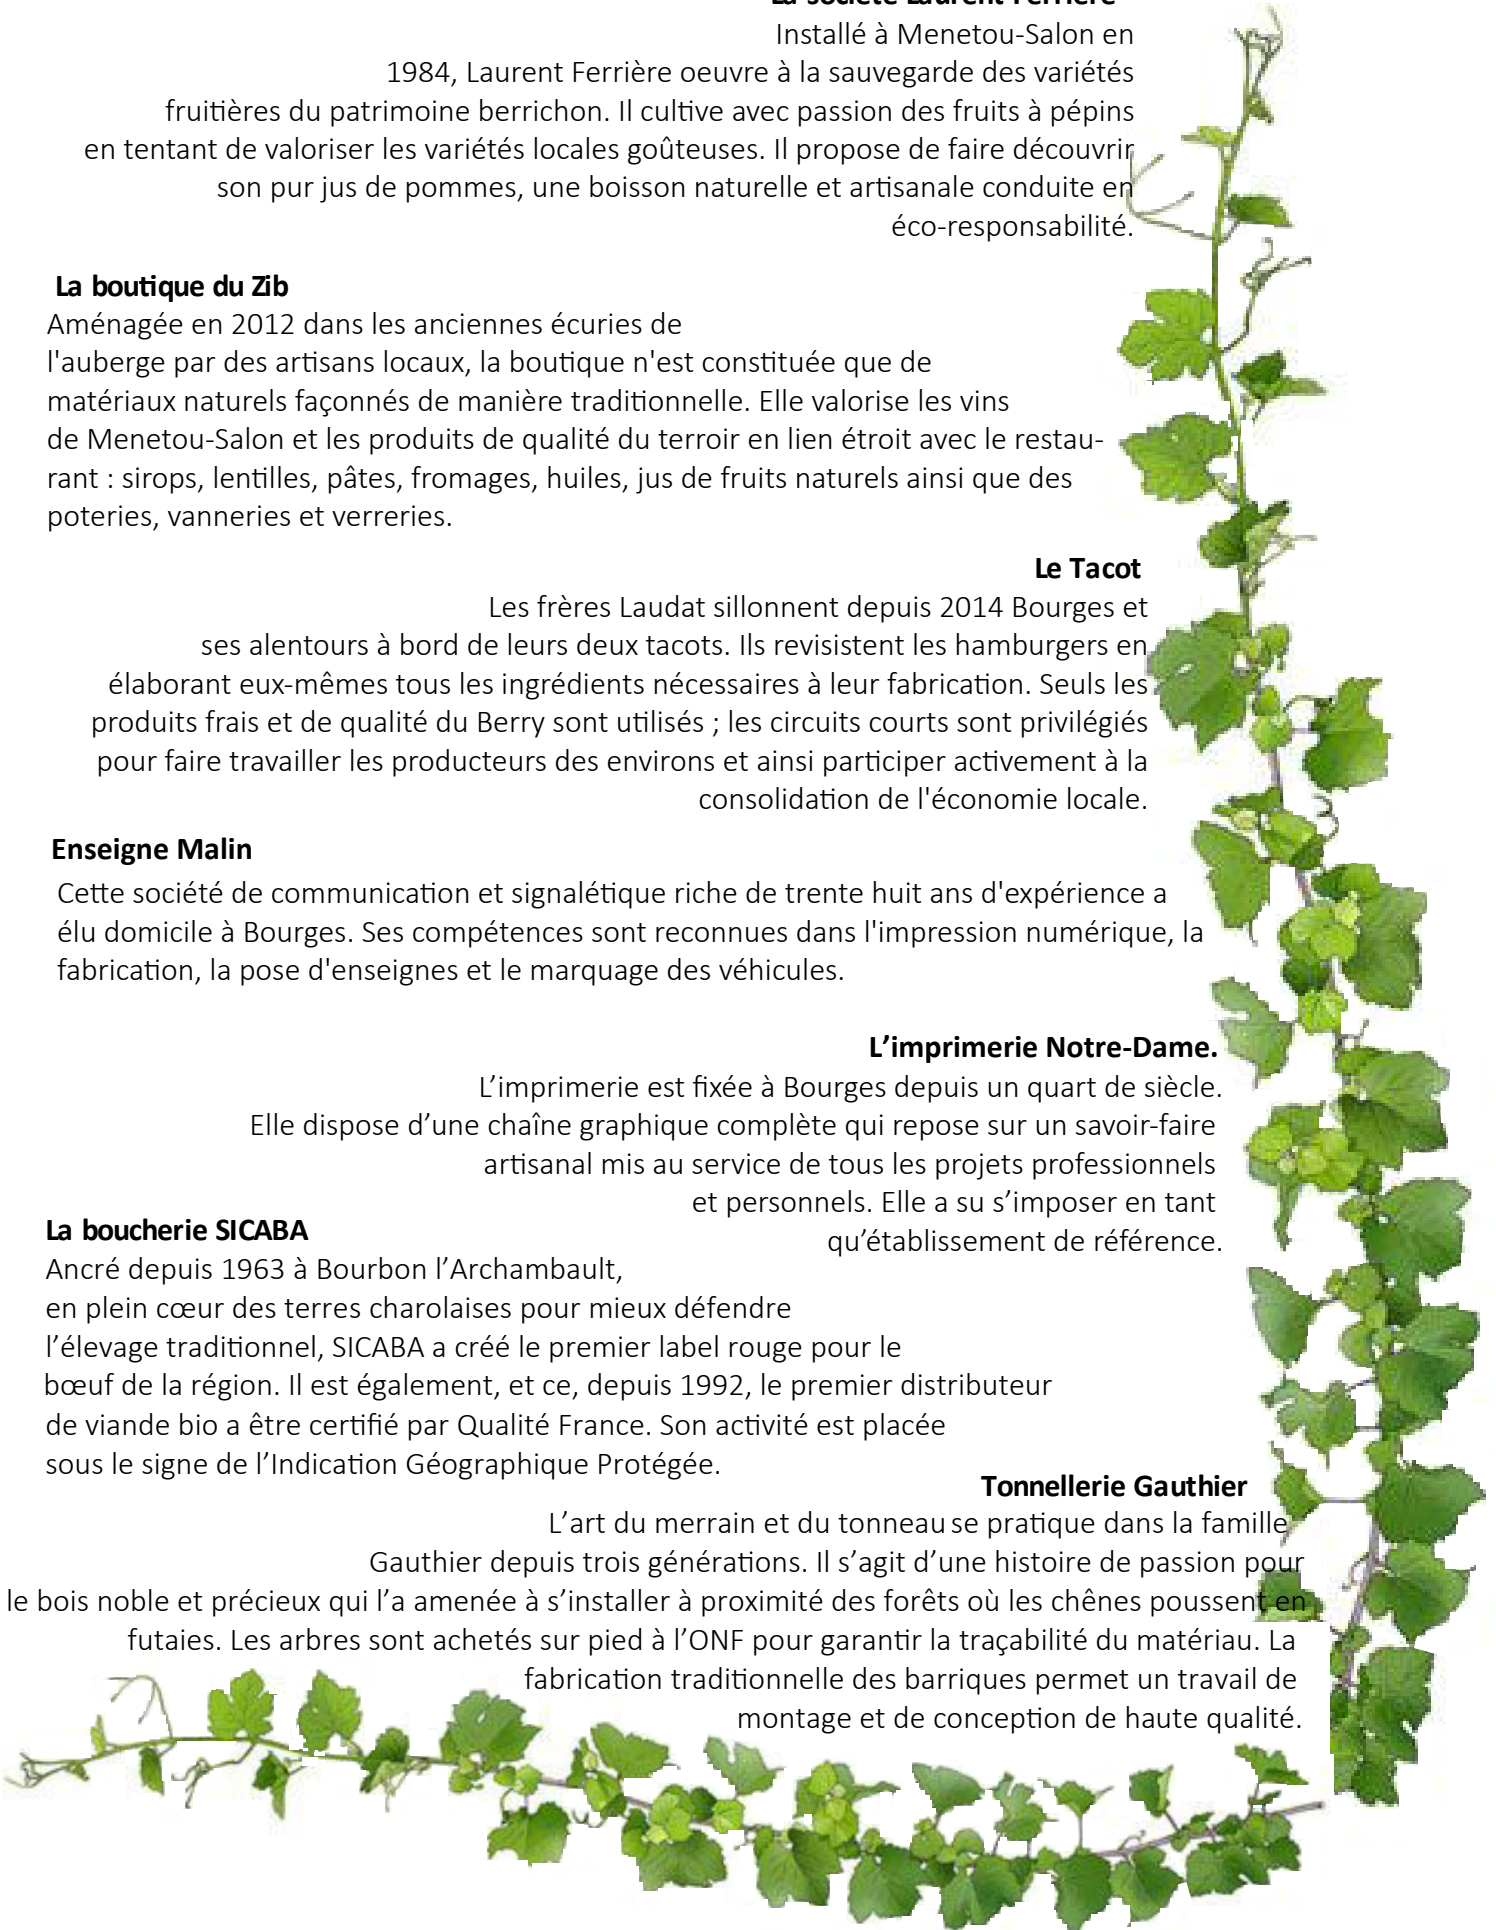 La société Laurent Ferrière
Installé à Menetou-Salon en
1984, Laurent Ferrière oeuvre à la sauvegarde des variétés
fruitières du patrimoine berrichon. Il cultive avec passion des fruits à pépins
en tentant de valoriser les variétés locales goûteuses. Il propose de faire découvrir
son pur jus de pommes, une boisson naturelle et artisanale conduite en
éco-responsabilité.
La boutique du Zib
Aménagée en 2012 dans les anciennes écuries de
l'auberge par des artisans locaux, la boutique n'est constituée que de
matériaux naturels façonnés de manière traditionnelle. Elle valorise les vins
de Menetou-Salon et les produits de qualité du terroir en lien étroit avec le restau-
rant : sirops, lentilles, pâtes, fromages, huiles, jus de fruits naturels ainsi que des
poteries, vanneries et verreries.
Le Tacot
Les frères Laudat sillonnent depuis 2014 Bourges et
ses alentours à bord de leurs deux tacots. Ils revisistent les hamburgers en
élaborant eux-mêmes tous les ingrédients nécessaires à leur fabrication. Seuls les
produits frais et de qualité du Berry sont utilisés ; les circuits courts sont privilégiés
pour faire travailler les producteurs des environs et ainsi participer activement à la
consolidation de l'économie locale.
Enseigne Malin
Cette société de communication et signalétique riche de trente huit ans d'expérience a
élu domicile à Bourges. Ses compétences sont reconnues dans l'impression numérique, la
fabrication, la pose d'enseignes et le marquage des véhicules.
L’imprimerie Notre-Dame.
L’imprimerie est fixée à Bourges depuis un quart de siècle.
Elle dispose d’une chaîne graphique complète qui repose sur un savoir-faire
artisanal mis au service de tous les projets professionnels
et personnels. Elle a su s’imposer en tant
qu’établissement de référence.
La boucherie SICABA
Ancré depuis 1963 à Bourbon l’Archambault,
en plein cœur des terres charolaises pour mieux défendre
l’élevage traditionnel, SICABA a créé le premier label rouge pour le
bœuf de la région. Il est également, et ce, depuis 1992, le premier distributeur
de viande bio a être certifié par Qualité France. Son activité est placée
sous le signe de l’Indication Géographique Protégée.
Tonnellerie Gauthier
L’art du merrain et du tonneau se pratique dans la famille
Gauthier depuis trois générations. Il s’agit d’une histoire de passion pour
le bois noble et précieux qui l’a amenée à s’installer à proximité des forêts où les chênes poussent en
futaies. Les arbres sont achetés sur pied à l’ONF pour garantir la traçabilité du matériau. La
fabrication traditionnelle des barriques permet un travail de
montage et de conception de haute qualité.